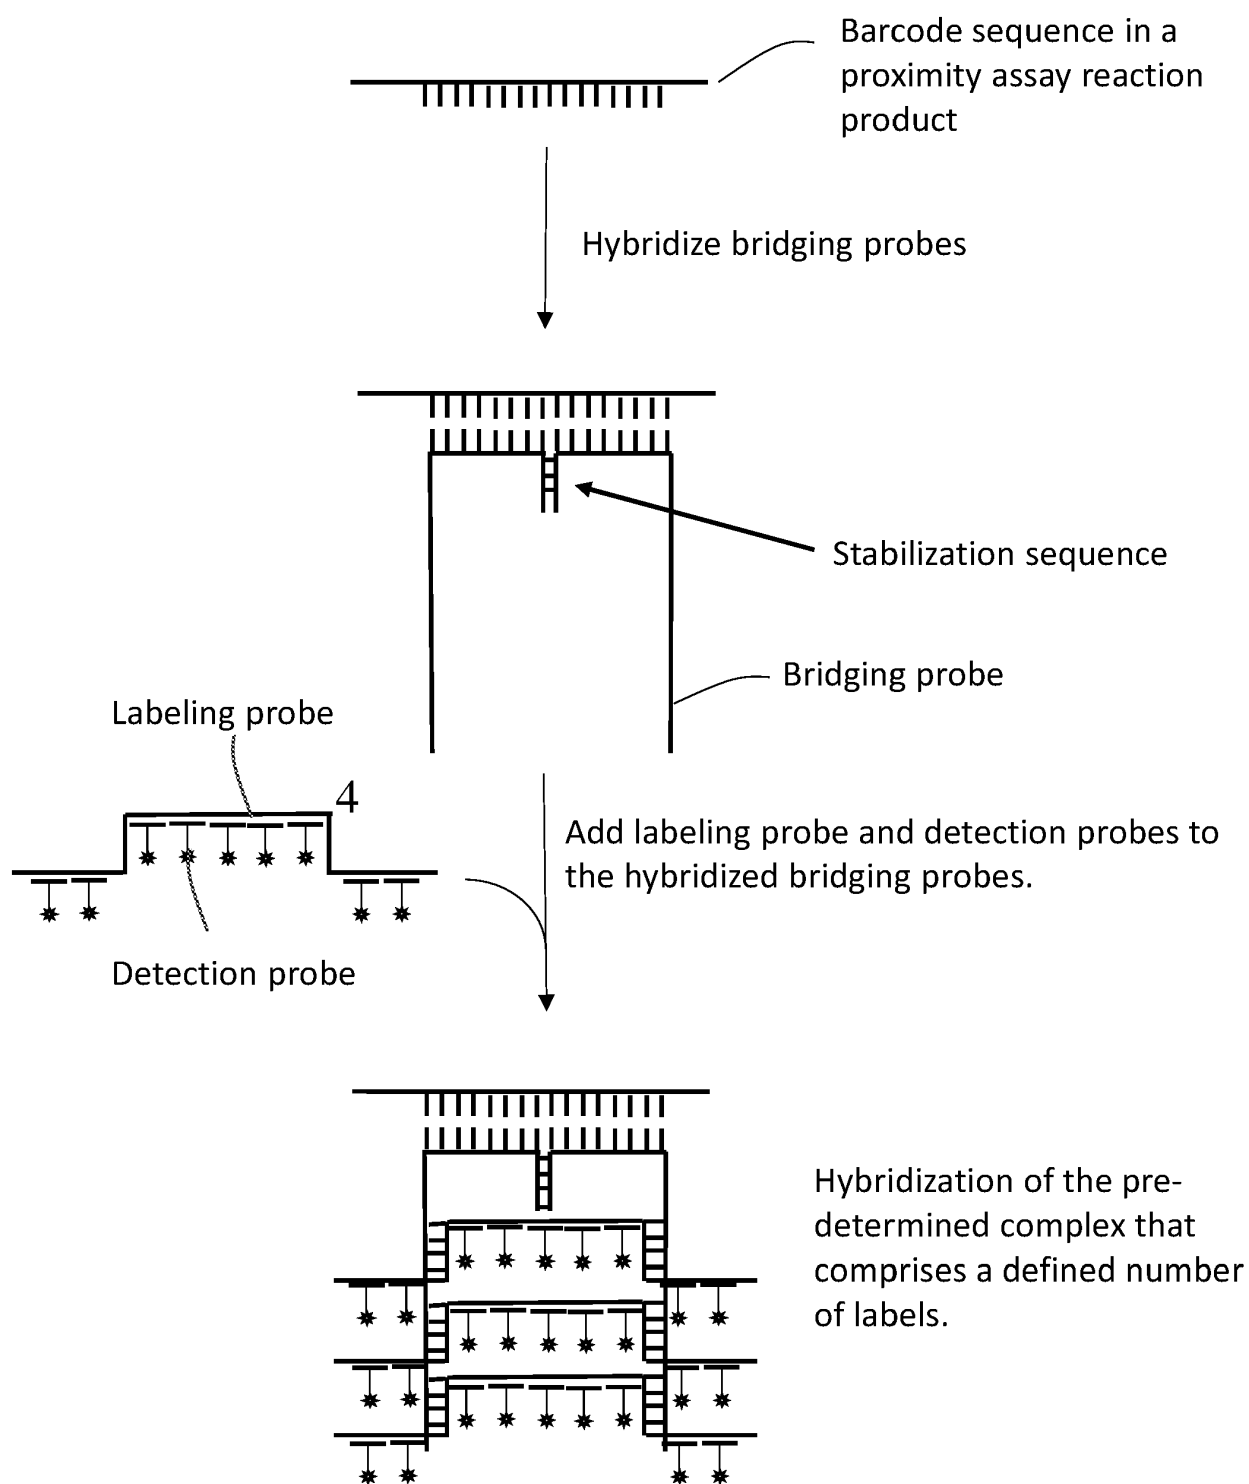 Barcode sequence in a
proximity assay reaction
product
Hybridize bridging probes
Stabilization sequence
Bridging probe
Labeling probe
4
Add labeling probe and detection probes to
the hybridized bridging probes.
Detection probe
Hybridization of the pre-
determined complex that
comprises a defined number
of labels.